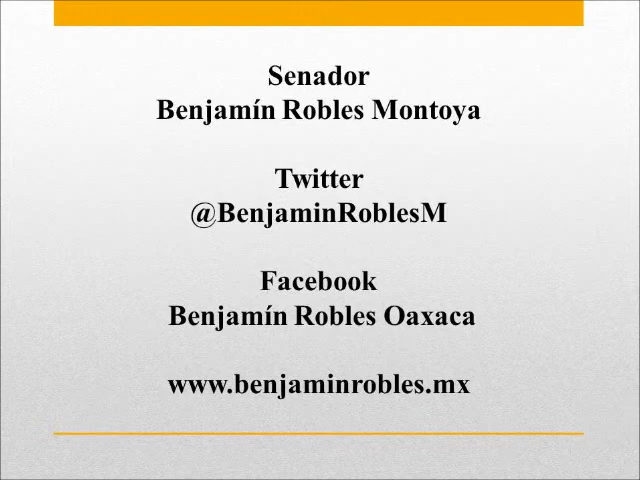 Senador
Benjamín Robles Montoya
Twitter
@BenjaminRoblesM
Facebook
Benjamín Robles Oaxaca
www.benjaminrobles.mx